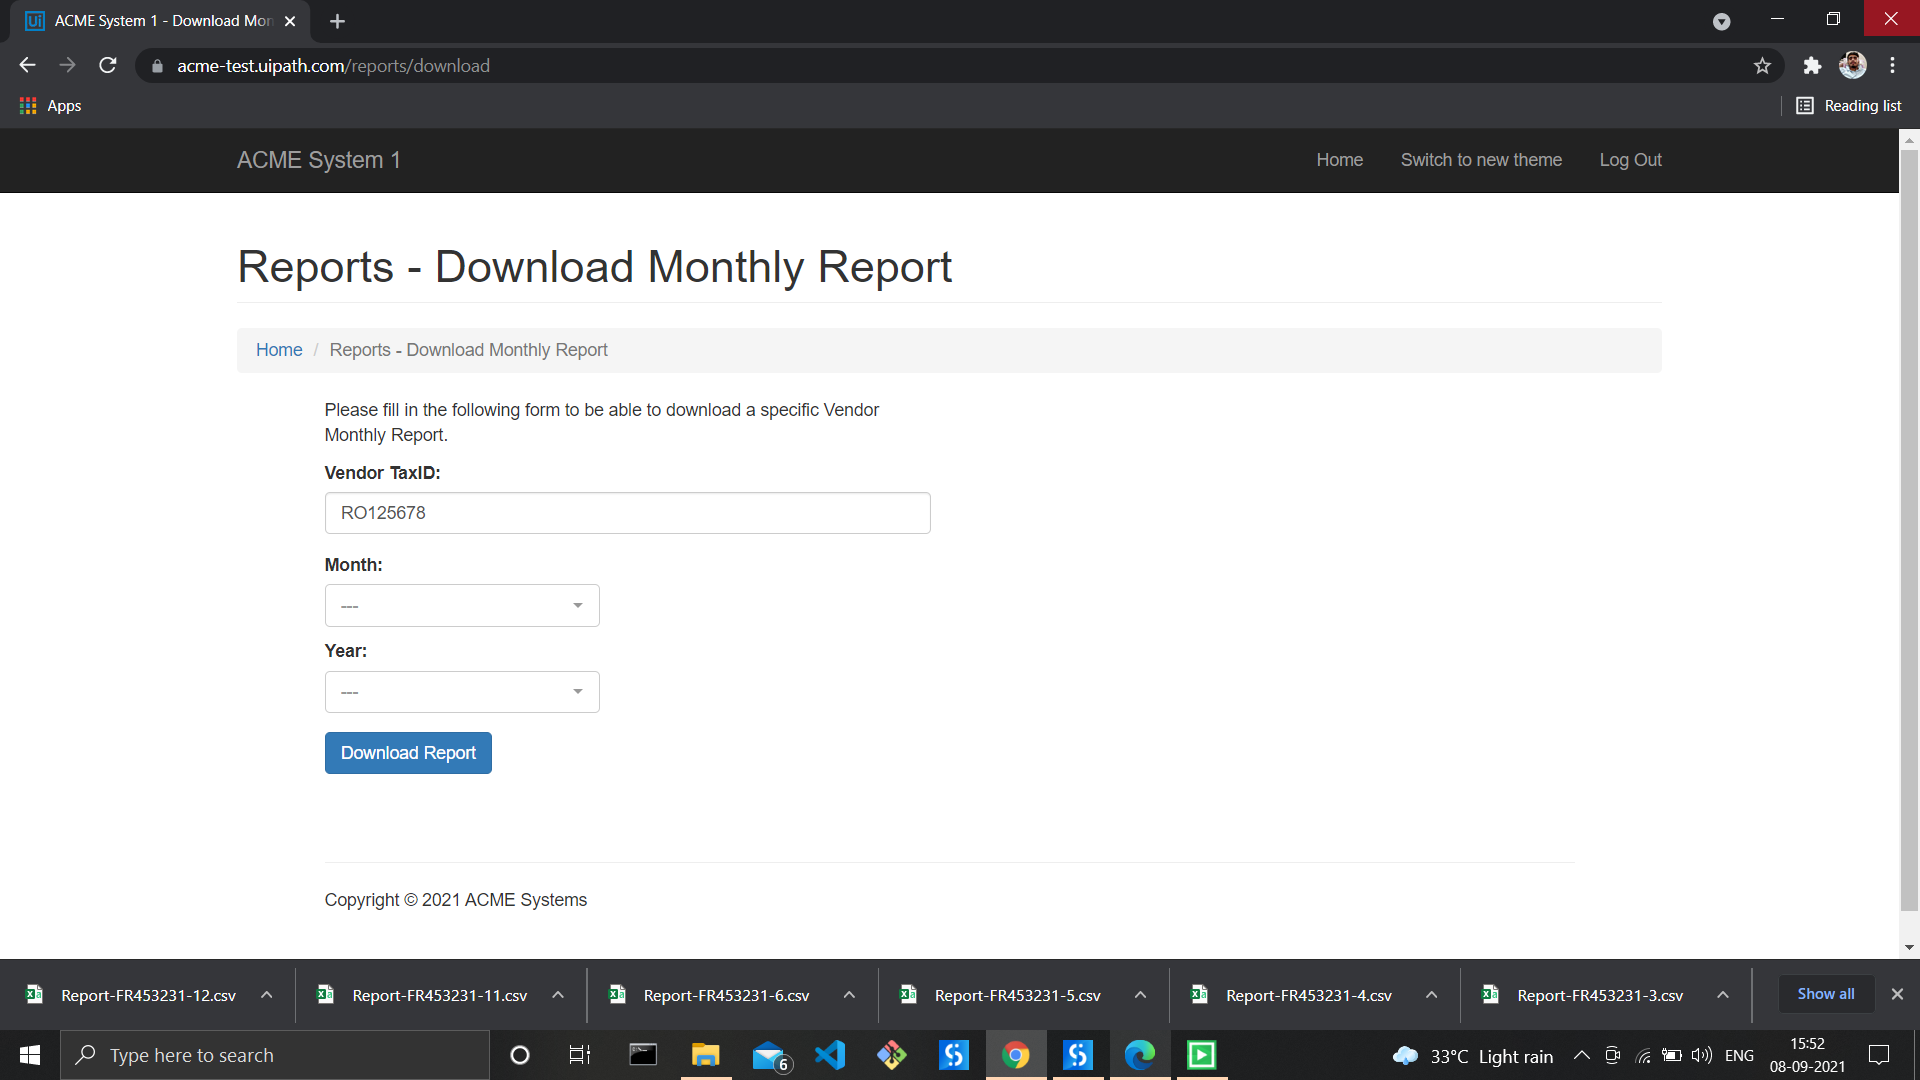 ACME System 1 - Download Mon
acme-test.uipath.com/reports/download
Apps
Reading list
ACME System 1
Home
Switch to new theme
Log Out
Reports - Download Monthly Report
Home / Reports - Download Monthly Report
Please fill in the following form to be able to download a specific Vendor
Monthly Report.
Vendor TaxID:
RO125678
Month:
---
Year:
---
Download Report
Copyright © 2021 ACME Systems
Report-FR453231-12.csv
Report-FR453231-11.csv
Report-FR453231-6.csv
Report-FR453231-5.csv
Report-FR453231-4.csv
Report-FR453231-3.csv
Show all
Type here to search
6
33°C Light rain
ENG
15:52
08-09-2021